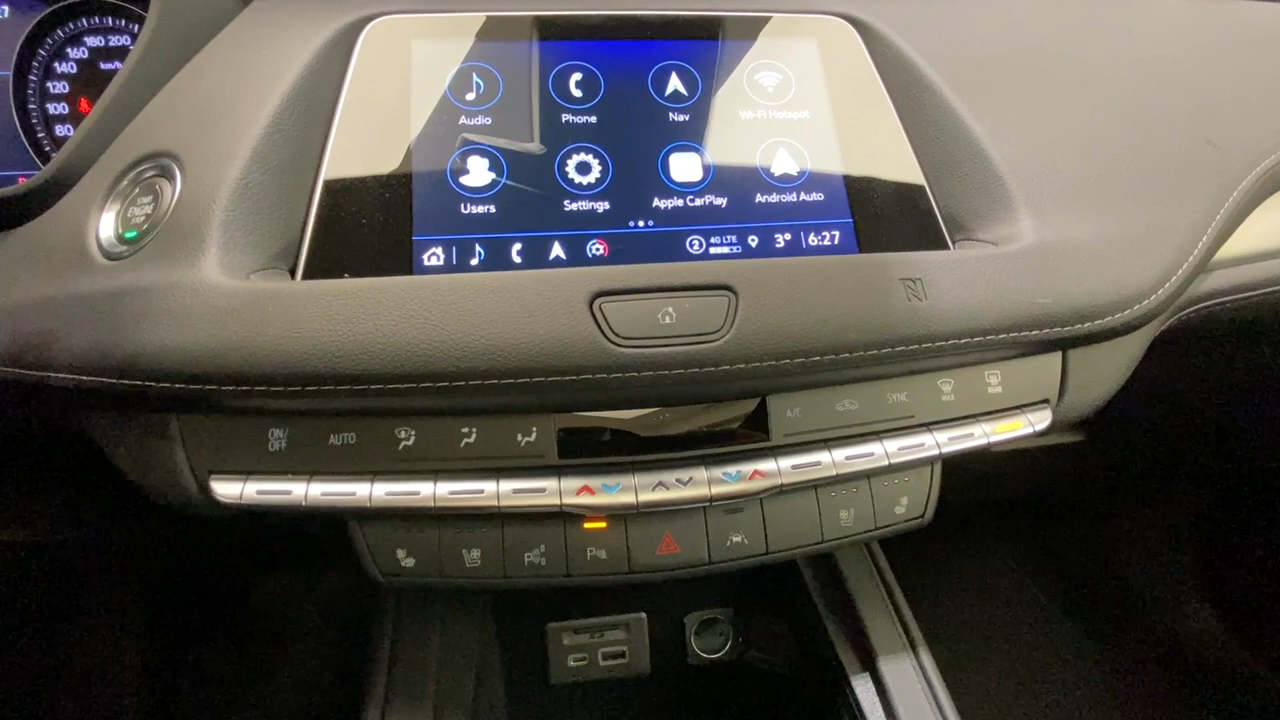 180 200
160
km/h
140
120
100
80
START
ENGINE
STOP
Audio
Phone
Nav
Wi-Fi Hotspot
Users
Settings
Apple CarPlay
Android Auto
2 4G LTE 3° 6:27
ON/
OFF
AUTO
A/C
SYNC
MAX
REAR
P
P